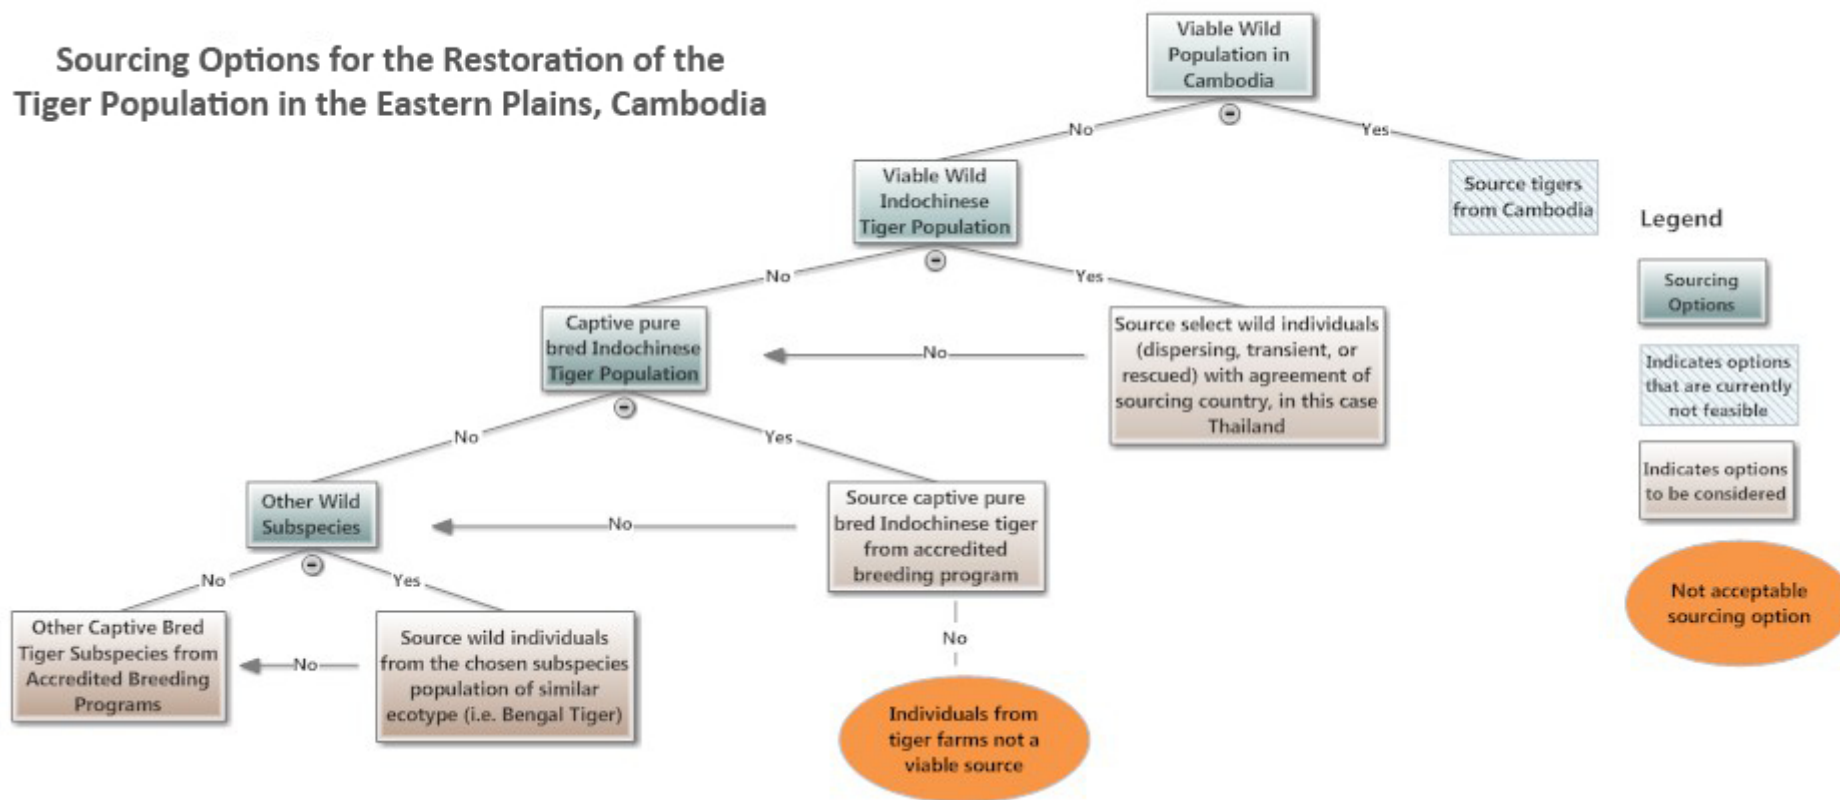 Sourcing Options for the Restoration of the
Tiger Population in the Eastern Plains, Cambodia
Viable Wild
Population in
Cambodia
No
Yes
Viable Wild
Indochinese
Tiger Population
Source tigers
from Cambodia
No
Yes
Captive pure
bred Indochinese
Tiger Population
No
Source select wild individuals
(dispersing, transient, or
rescued) with agreement of
sourcing country, in this case
Thailand
No
Yes
Other Wild
Subspecies
No
Source captive pure
bred Indochinese tiger
from accredited
breeding program
No
Yes
Other Captive Bred
Tiger Subspecies from
Accredited Breeding
Programs
No
Source wild individuals
from the chosen subspecies
population of similar
ecotype (i.e. Bengal Tiger)
No
Individuals from
tiger farms not a
viable source
Legend
Sourcing
Options
Indicates options
that are currently
not feasible
Indicates options
to be considered
Not acceptable
sourcing option